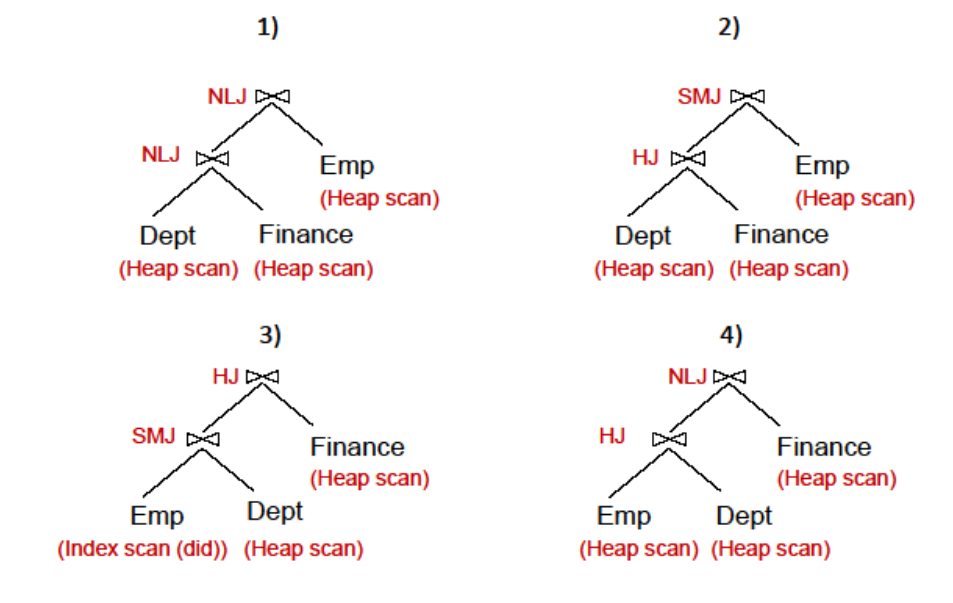 1)
NLJ
NLJ
Emp
(Heap scan)
Dept
Finance
(Heap scan)
(Heap scan)
2)
SMJ
HJ
Emp
(Heap scan)
Dept
Finance
(Heap scan)
(Heap scan)
3)
HJ
SMJ
Finance
(Heap scan)
Emp
Dept
(Index scan (did))
(Heap scan)
4)
NLJ
HJ
Finance
(Heap scan)
Emp
Dept
(Heap scan)
(Heap scan)